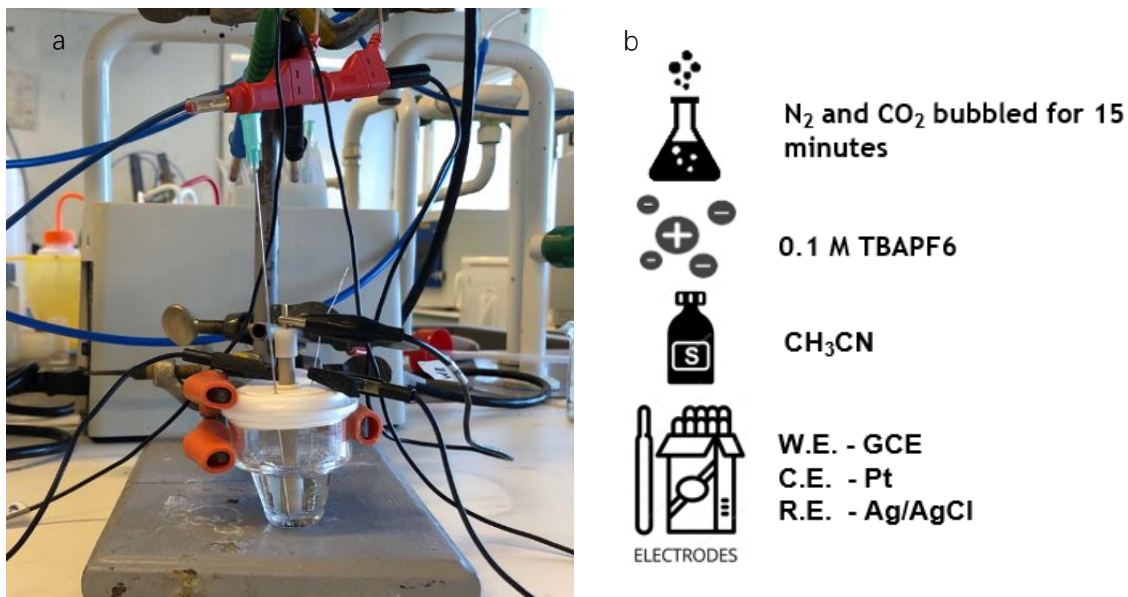 a
b
N₂ and CO₂ bubbled for 15
minutes
0.1 M TBAPF6
S
CH₃CN
W.E. - GCE
C.E. - Pt
R.E. - Ag/AgCl
ELECTRODES